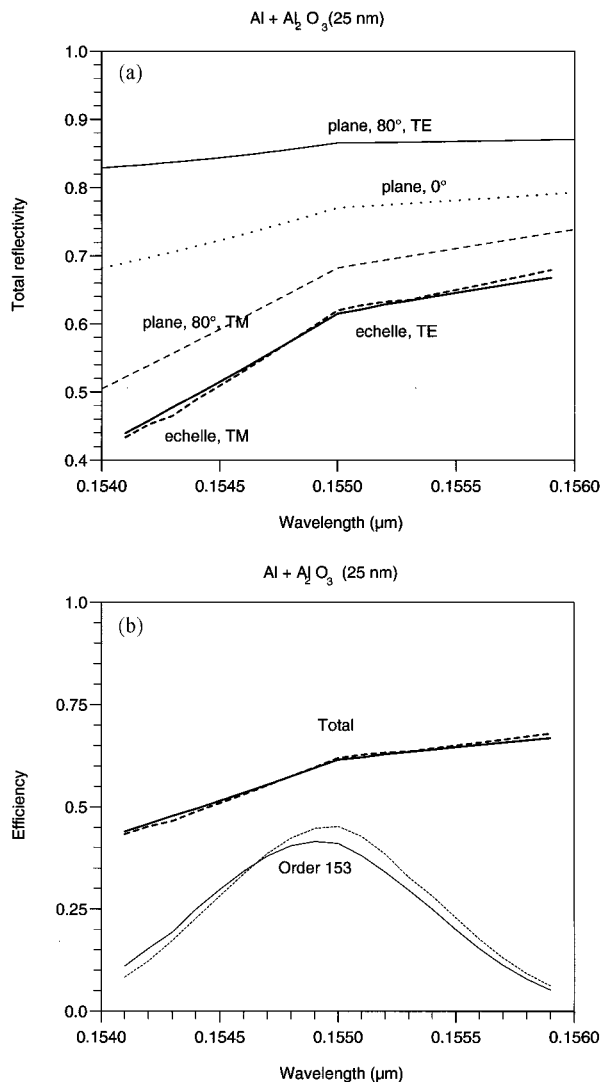 Al + Al2O3(25 nm)
(a)
1.0
0.9
0.8
0.7
0.6
0.5
0.4
Total reflectivity
plane, 80°, TE
plane, 0°
plane, 80°, TM
echelle, TE
echelle, TM
0.1540 0.1545 0.1550 0.1555 0.1560
Wavelength (µm)
Al + Al2O3 (25 nm)
(b)
1.0
0.75
0.5
0.25
0.0
Efficiency
Total
Order 153
0.1540 0.1545 0.1550 0.1555 0.1560
Wavelength (µm)